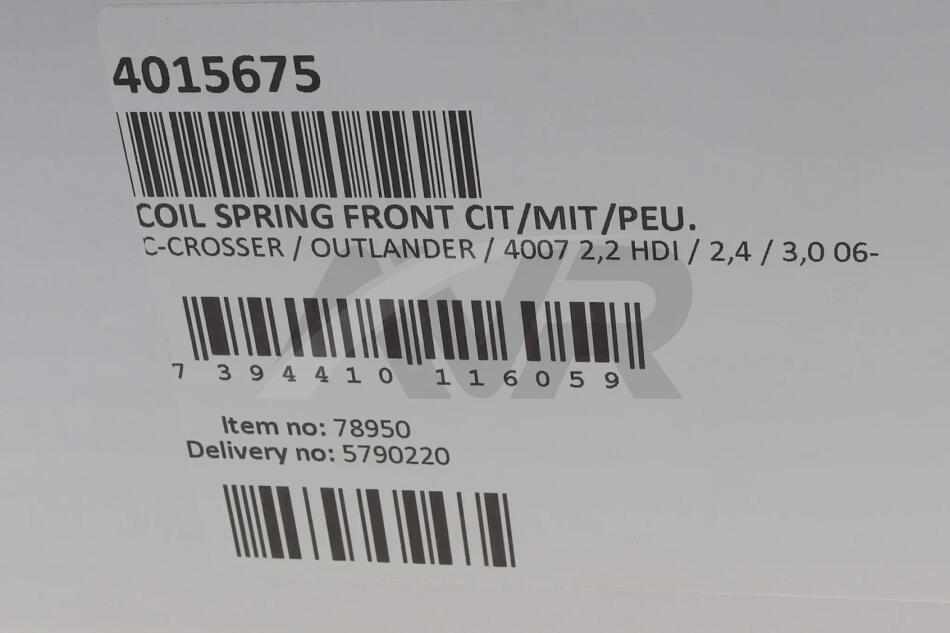 4015675
COIL SPRING FRONT CIT/MIT/PEU.
C-CROSSER / OUTLANDER / 4007 2,2 HDI / 2,4 / 3,0 06-
AVR
7 394410 116059
Item no: 78950
Delivery no: 5790220